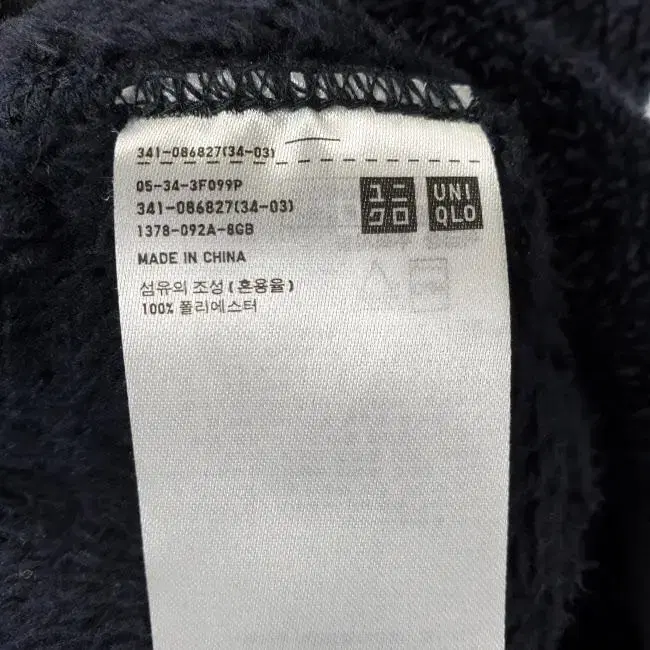 341-086827(34-03)
05-34-3F099P
341-086827(34-03)
1378-092A-8GB
ユニクロ
UNIQLO
MADE IN CHINA
섬유의 조성(혼용율)
100% 폴리에스터